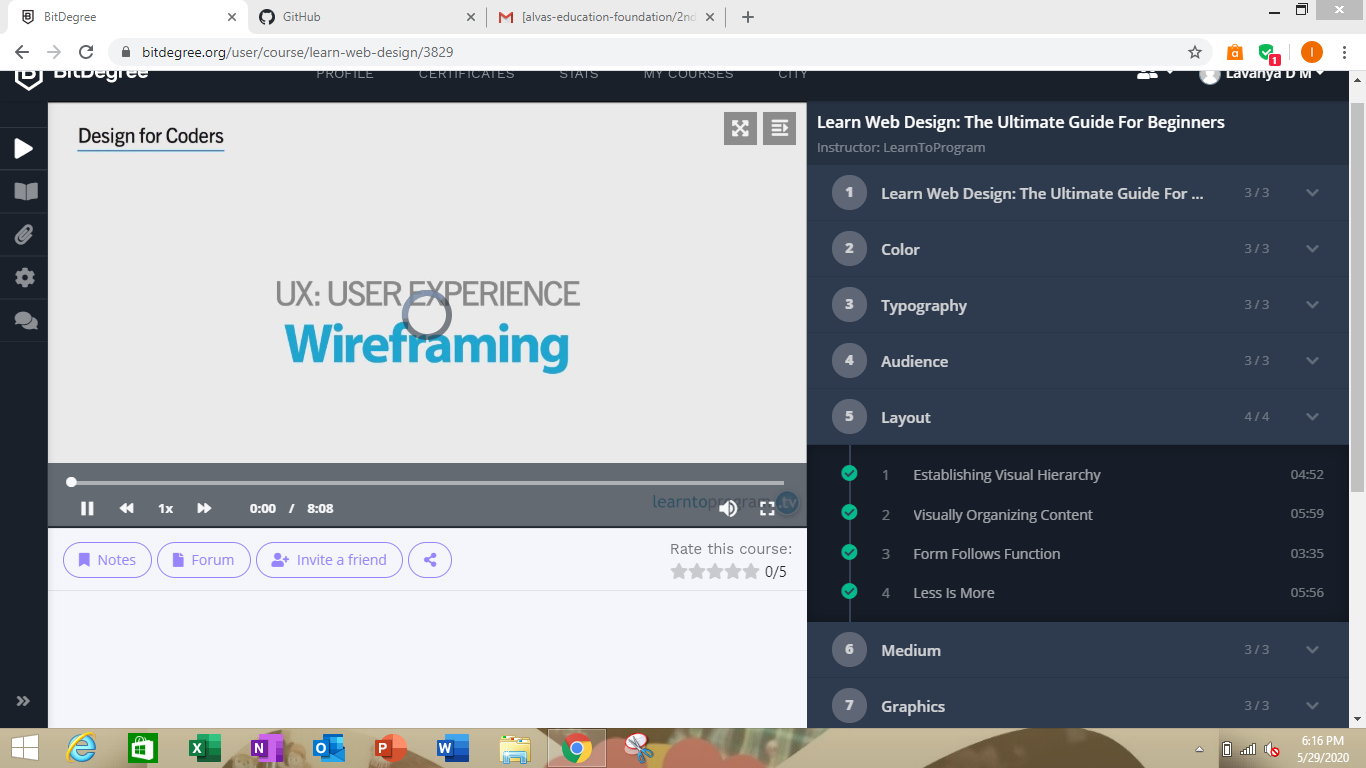 BitDegree
GitHub
[alvas-education-foundation/2nd
bitdegree.org/user/course/learn-web-design/3829
1
I
BitDegree
PROFILE
CERTIFICATES
STATS
MY COURSES
CITY
Lavanya D M
Design for Coders
UX: USER EXPERIENCE
Wireframing
learntoprogram.tv
1x
0:00 / 8:08
Notes
Forum
Invite a friend
Rate this course:
0/5
Learn Web Design: The Ultimate Guide For Beginners
Instructor: LearnToProgram
1 Learn Web Design: The Ultimate Guide For ... 3 / 3
2 Color 3 / 3
3 Typography 3 / 3
4 Audience 3 / 3
5 Layout 4 / 4
1 Establishing Visual Hierarchy 04:52
2 Visually Organizing Content 05:59
3 Form Follows Function 03:35
4 Less Is More 05:56
6 Medium 3 / 3
7 Graphics 3 / 3
6:16 PM
5/29/2020